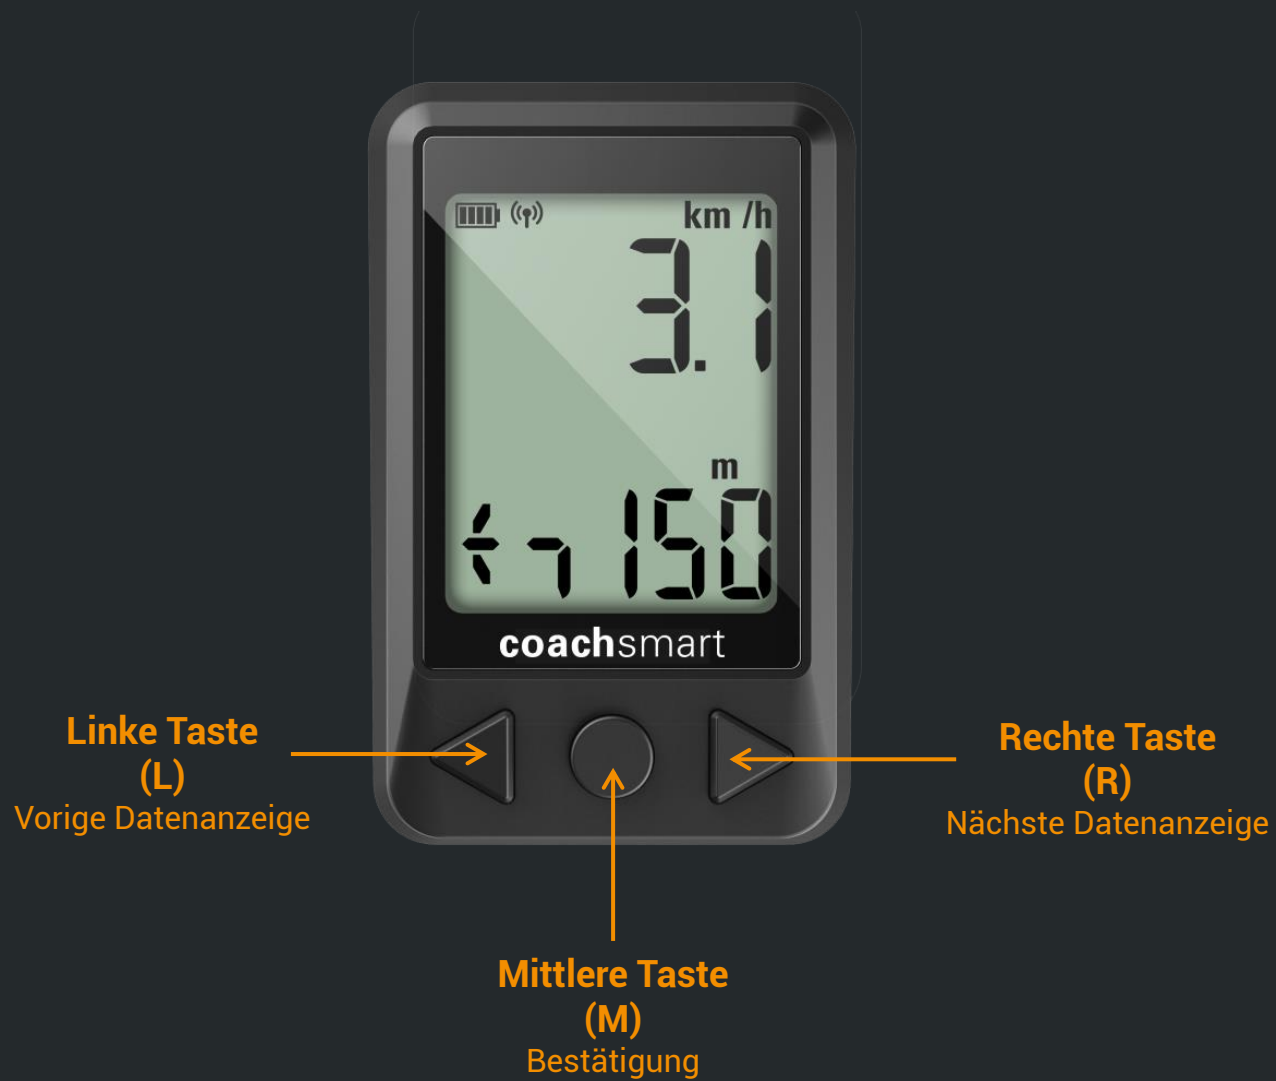 km /h
3.1
m
150
coachsmart
Linke Taste
(L)
Vorige Datenanzeige
Rechte Taste
(R)
Nächste Datenanzeige
Mittlere Taste
(M)
Bestätigung